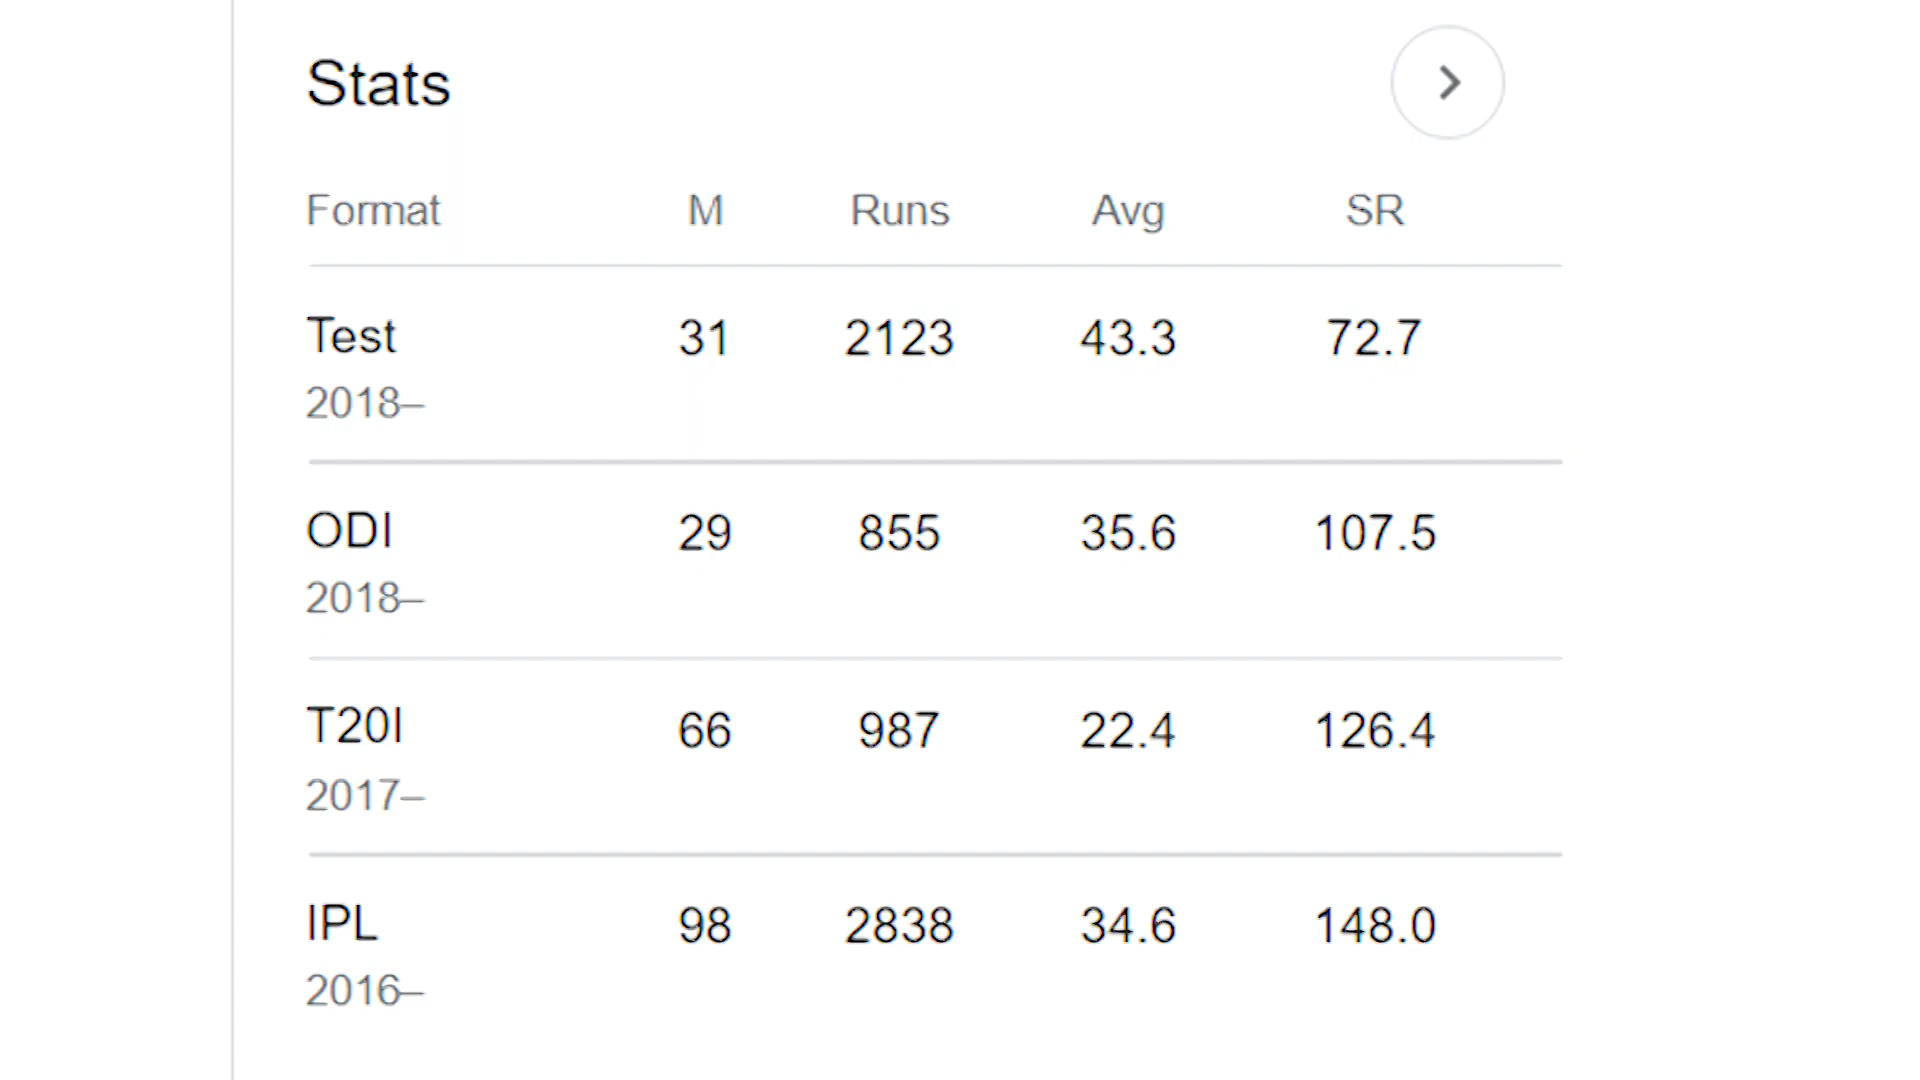 Stats
Format M Runs Avg SR
Test 31 2123 43.3 72.7
2018–
ODI 29 855 35.6 107.5
2018–
T20I 66 987 22.4 126.4
2017–
IPL 98 2838 34.6 148.0
2016–